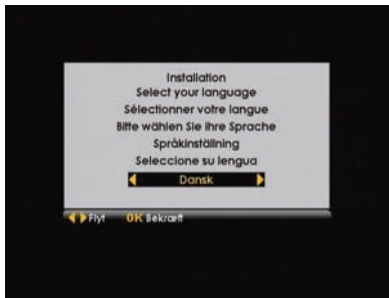 Installation
Select your language
Sélectionner votre langue
Bitte wählen Sie ihre Sprache
Språkinställning
Seleccione su lengua
Dansk
Flyt OK Bekræft